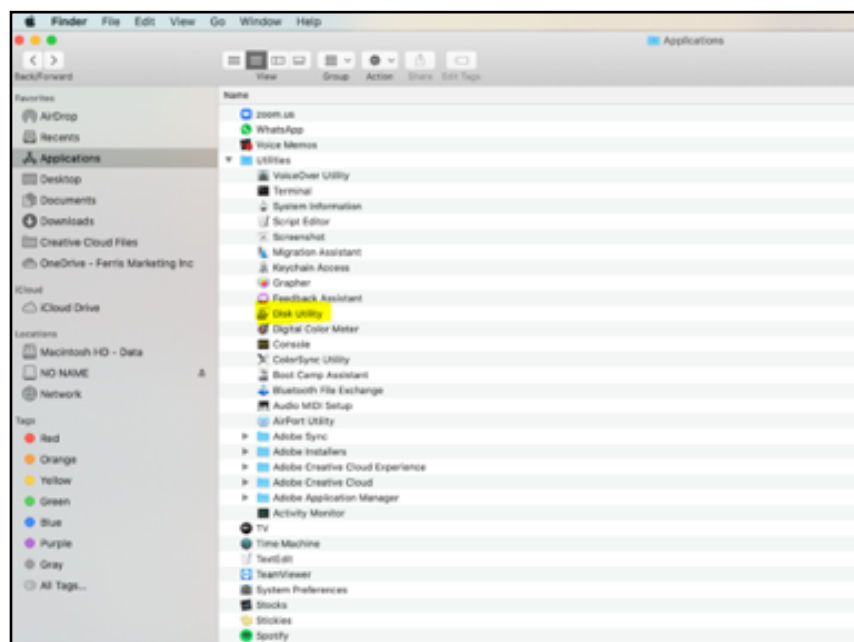 Finder File Edit View Go Window Help
Applications
Back/Forward View Group Action Share Edit Tags
Favorites
AirDrop
Recents
Applications
Desktop
Documents
Downloads
Creative Cloud Files
OneDrive - Ferris Marketing Inc
iCloud
iCloud Drive
Locations
Macintosh HD - Data
NO NAME
Network
Tags
Red
Orange
Yellow
Green
Blue
Purple
Gray
All Tags...
Name
zoom.us
WhatsApp
Voice Memos
Utilities
VoiceOver Utility
Terminal
System Information
Script Editor
Screenshot
Migration Assistant
Keychain Access
Grapher
Feedback Assistant
Disk Utility
Digital Color Meter
Console
ColorSync Utility
Boot Camp Assistant
Bluetooth File Exchange
Audio MIDI Setup
AirPort Utility
Adobe Sync
Adobe Installers
Adobe Creative Cloud Experience
Adobe Creative Cloud
Adobe Application Manager
Activity Monitor
TV
Time Machine
TextEdit
TeamViewer
System Preferences
Stocks
Stickies
Spotify